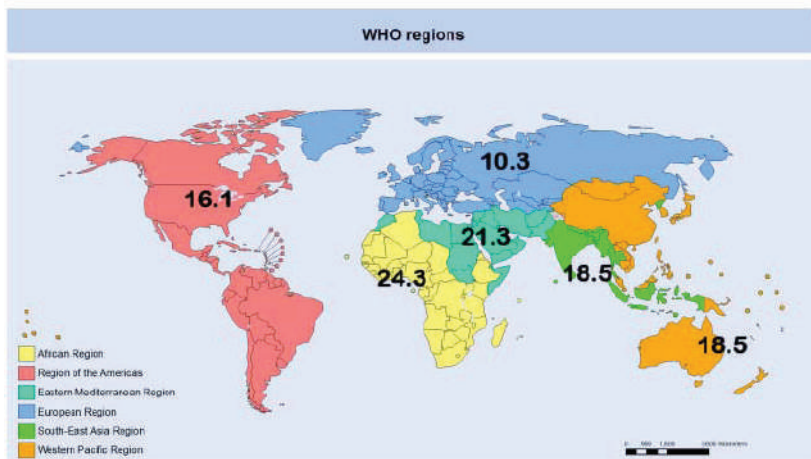 WHO regions
10.3
16.1
21.3
24.3
18.5
18.5
African Region
Region of the Americas
Eastern Mediterranean Region
European Region
South-East Asia Region
Western Pacific Region